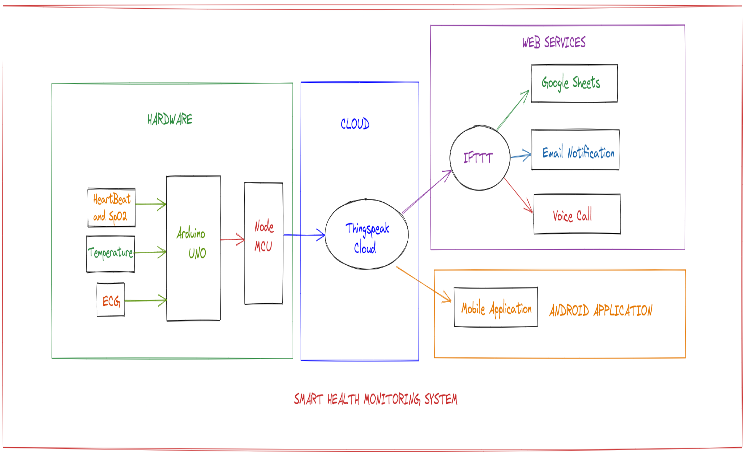 WEB SERVICES
Google Sheets
HARDWARE
CLOUD
Email Notification
IFTTT
HeartBeat
and SpO2
Voice Call
Arduino
UNO
Node
MCU
Thingspeak
Cloud
Temperature
ECG
Mobile Application
ANDROID APPLICATION
SMART HEALTH MONITORING SYSTEM